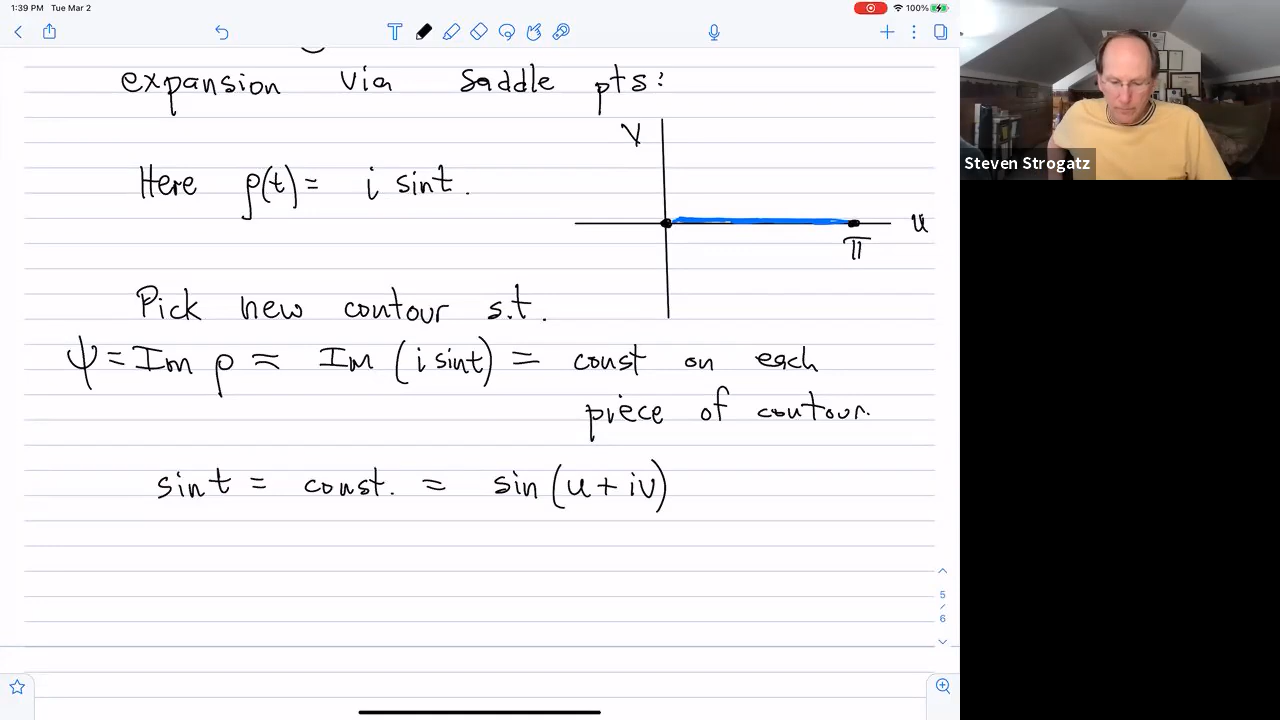 1:39 PM Tue Mar 2
100%
expansion via saddle pts:
V
Here ρ(t) = i sin t.
u
π
Pick new contour s.t.
ψ = Im ρ = Im (i sin t) = const on each
piece of contour.
sin t = const. = sin (u + iv)
5
/
6
Steven Strogatz